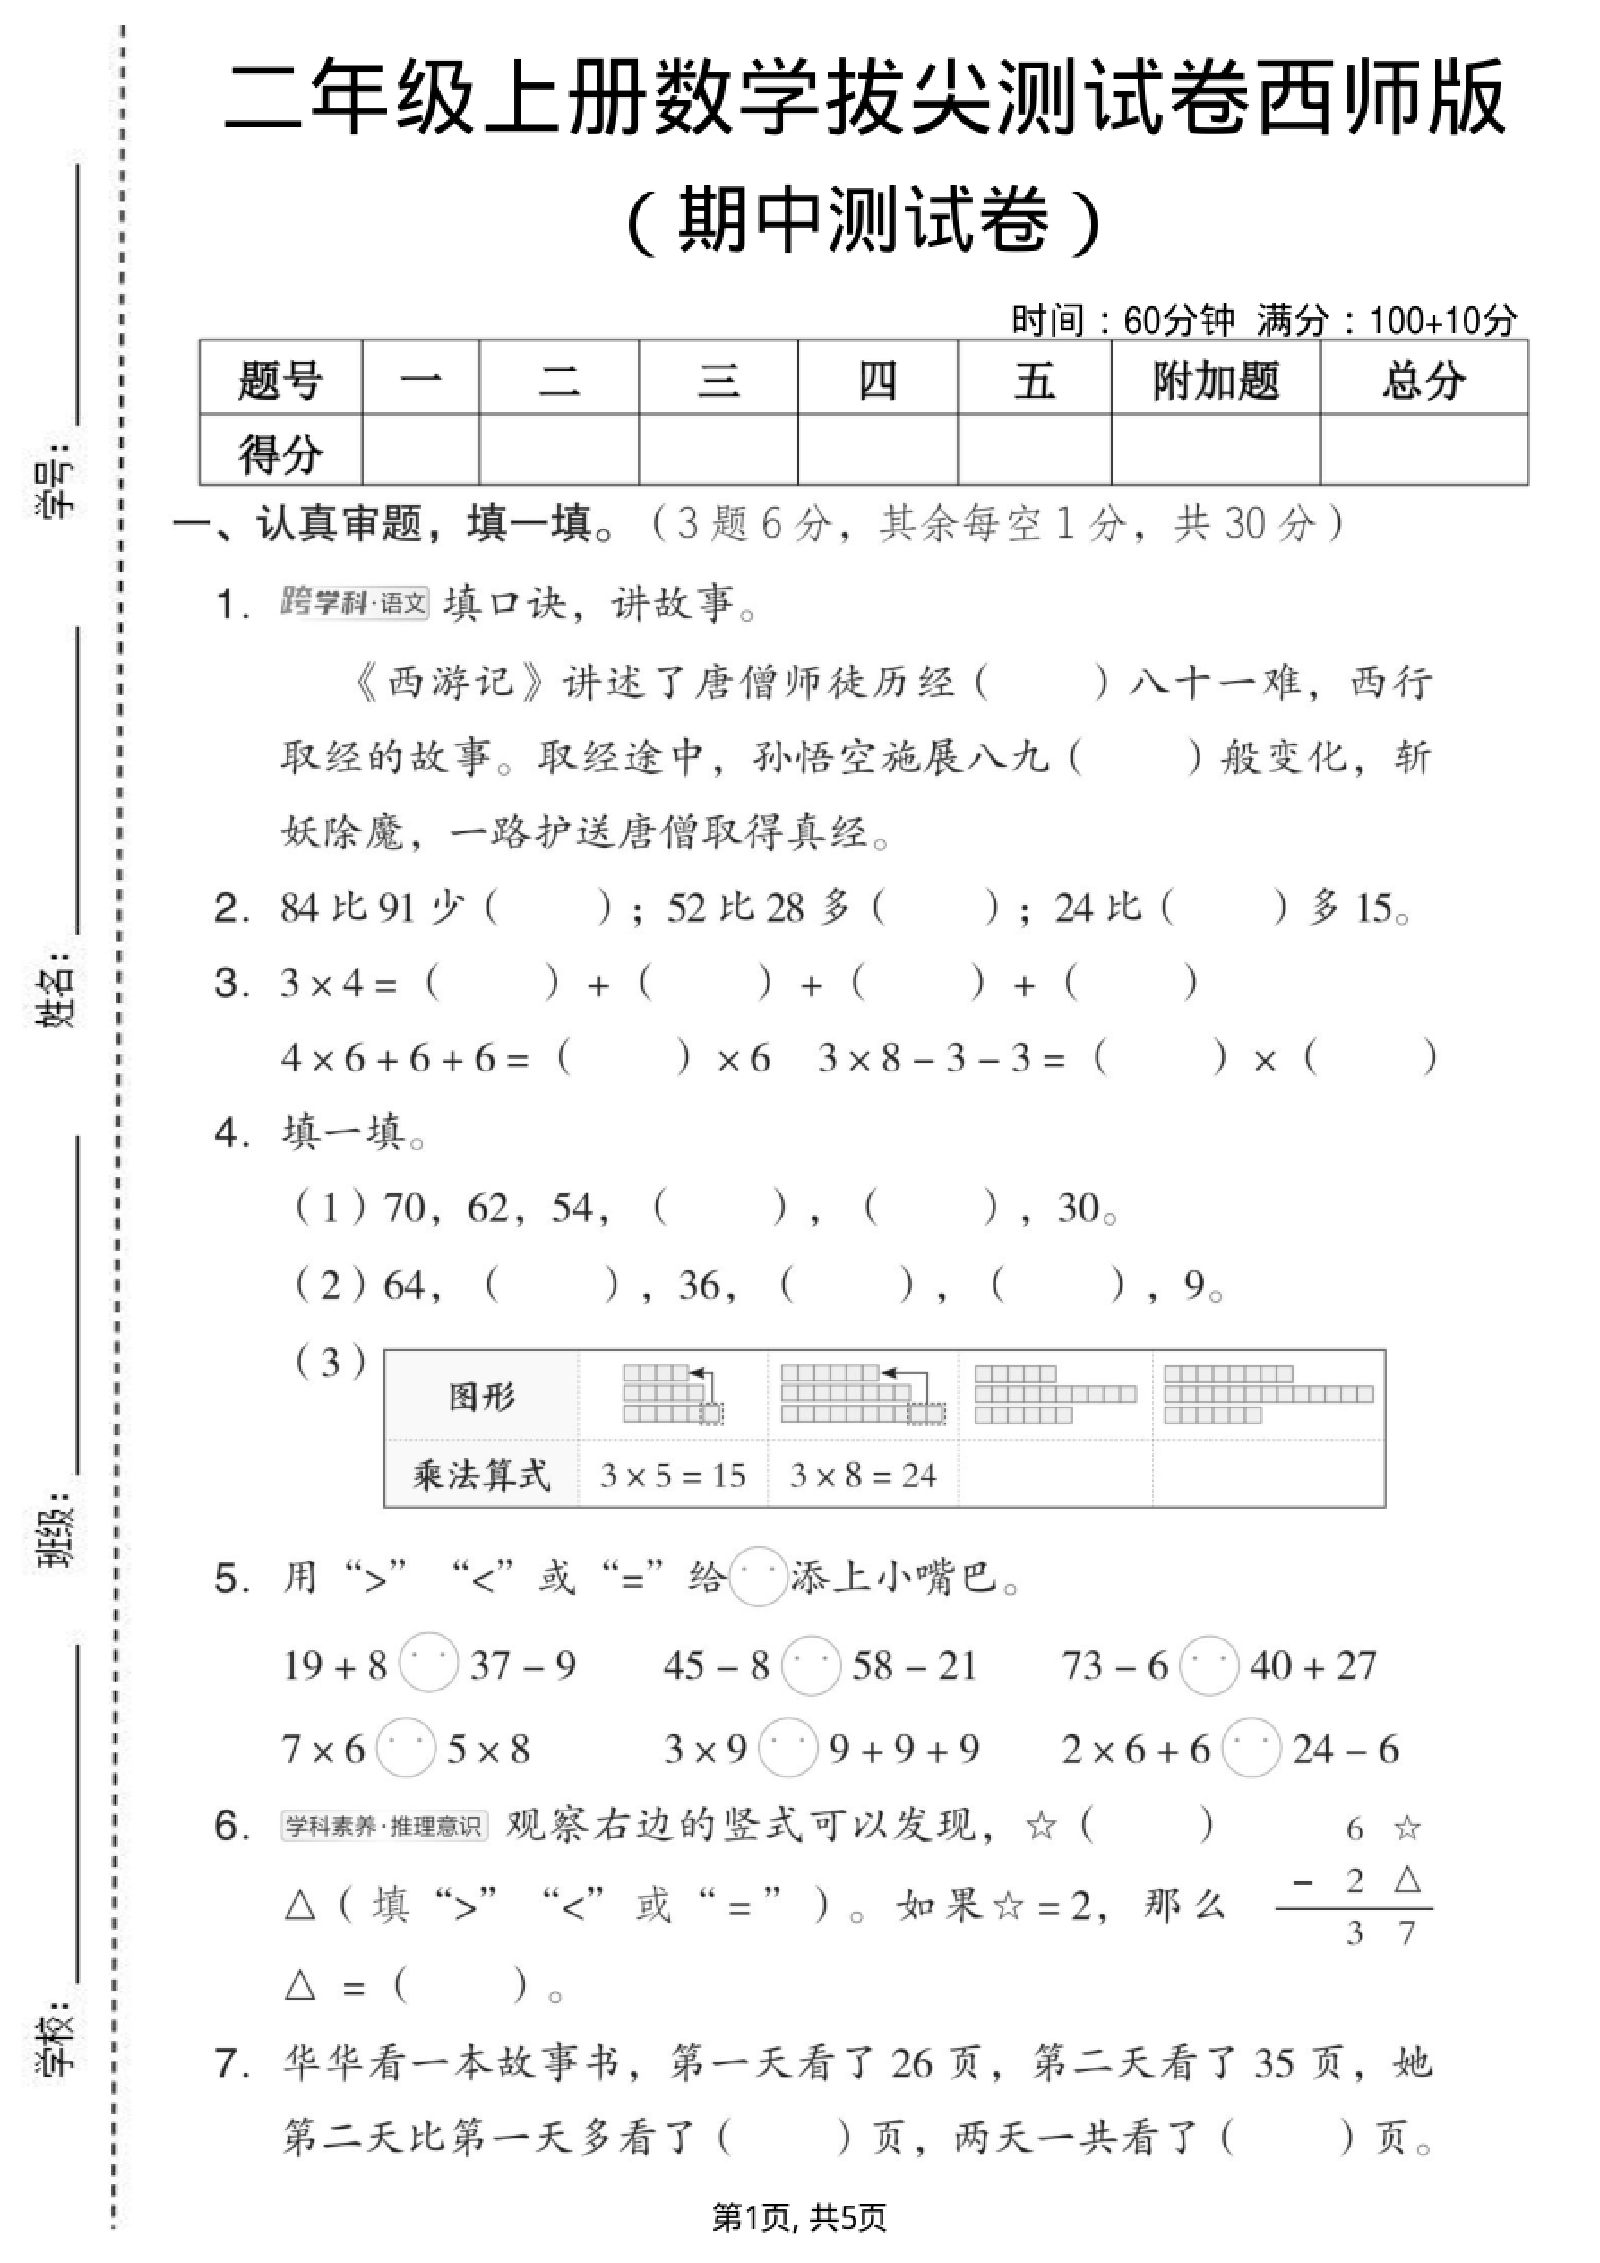 二年级上册数学拔尖测试卷西师版
（期中测试卷）
时间：60分钟 满分：100+10分
题号 一 二 三 四 五 附加题 总分
得分
一、认真审题，填一填。（3题6分，其余每空1分，共30分）
1. 跨学科·语文 填口诀，讲故事。
《西游记》讲述了唐僧师徒历经（ ）八十一难，西行
取经的故事。取经途中，孙悟空施展八九（ ）般变化，斩
妖除魔，一路护送唐僧取得真经。
2. 84比91少（ ）；52比28多（ ）；24比（ ）多15。
3. 3×4=（ ）+（ ）+（ ）+（ ）
4×6+6+6=（ ）×6 3×8-3-3=（ ）×（ ）
4. 填一填。
（1）70，62，54，（ ），（ ），30。
（2）64，（ ），36，（ ），（ ），9。
（3）
图形
乘法算式 3×5=15 3×8=24
5. 用“>”“<”或“=”给添上小嘴巴。
19+8 37-9 45-8 58-21 73-6 40+27
7×6 5×8 3×9 9+9+9 2×6+6 24-6
6. 学科素养·推理意识 观察右边的竖式可以发现，☆（ ）
△（填“>”“<”或“=”）。如果☆=2，那么
△=（ ）。
6 ☆
- 2 △
3 7
7. 华华看一本故事书，第一天看了26页，第二天看了35页，她
第二天比第一天多看了（ ）页，两天一共看了（ ）页。
第1页, 共5页
学号：
姓名：
班级：
学校：